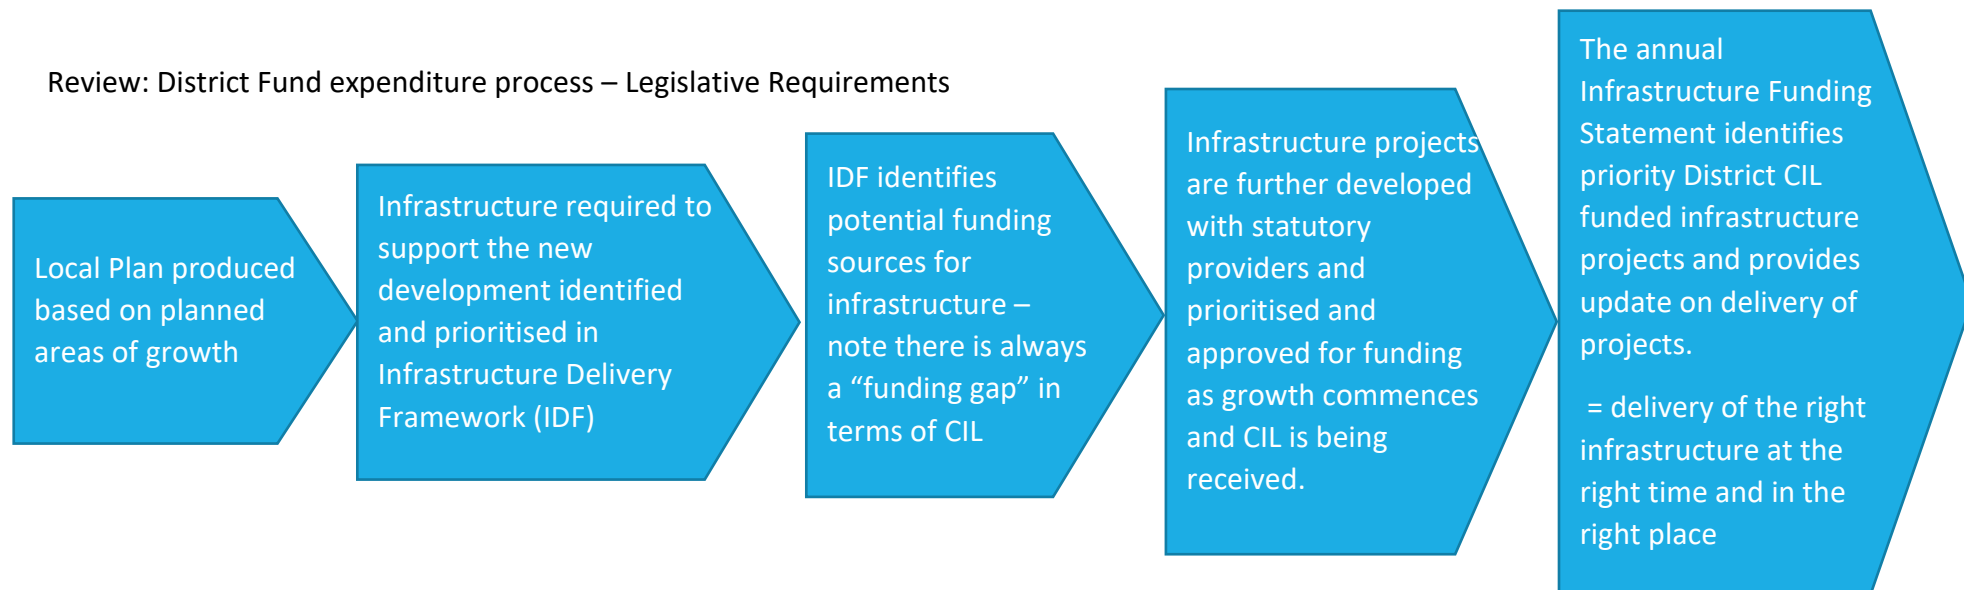 Review: District Fund expenditure process – Legislative Requirements
Local Plan produced
based on planned
areas of growth
Infrastructure required to
support the new
development identified
and prioritised in
Infrastructure Delivery
Framework (IDF)
IDF identifies
potential funding
sources for
infrastructure –
note there is always
a “funding gap” in
terms of CIL
Infrastructure projects
are further developed
with statutory
providers and
prioritised and
approved for funding
as growth commences
and CIL is being
received.
The annual
Infrastructure Funding
Statement identifies
priority District CIL
funded infrastructure
projects and provides
update on delivery of
projects.
= delivery of the right
infrastructure at the
right time and in the
right place